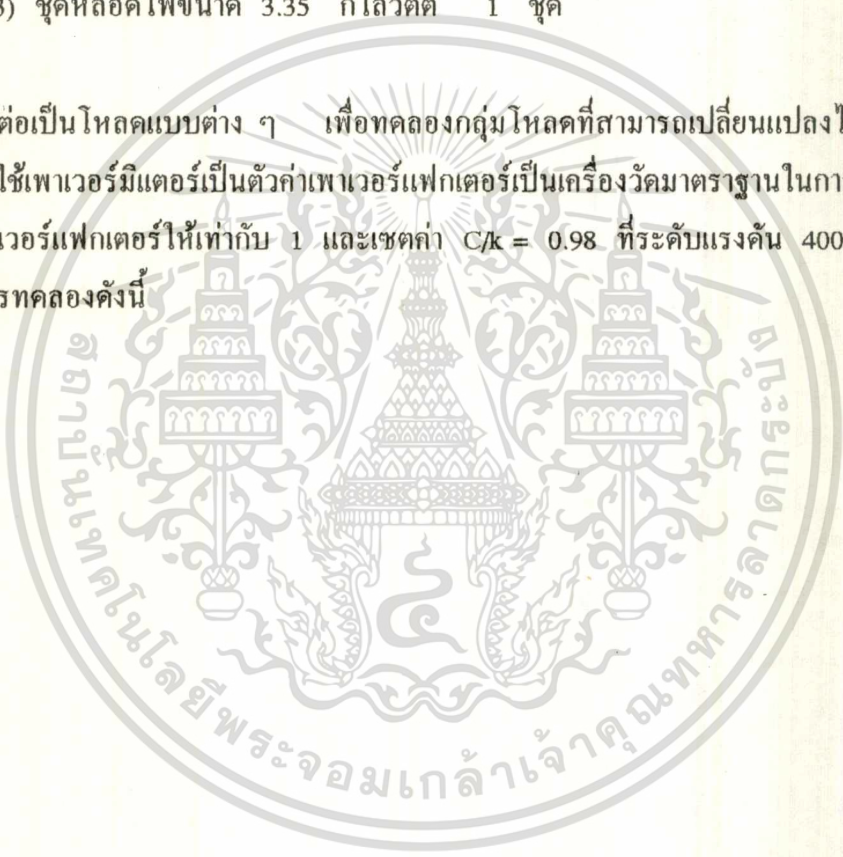 3) ชุดหลอดไฟขนาด 3.35 กิโลวัตต์ 1 ชุด
ต่อเป็นโหลดแบบต่าง ๆ เพื่อทดลองกลุ่มโหลดที่สามารถเปลี่ยนแปลงไ
ใช้เพาเวอร์มิแตอร์เป็นตัวค่าเพาเวอร์แฟกเตอร์เป็นเครื่องวัดมาตราฐานในกา
เวอร์แฟกเตอร์ให้เท่ากับ 1 และเซตค่า C/k = 0.98 ที่ระดับแรงดัน 400
รทดลองดังนี้
สถาบันเทคโนโลยีพระจอมเกล้าเจ้าคุณทหารลาดกระบัง